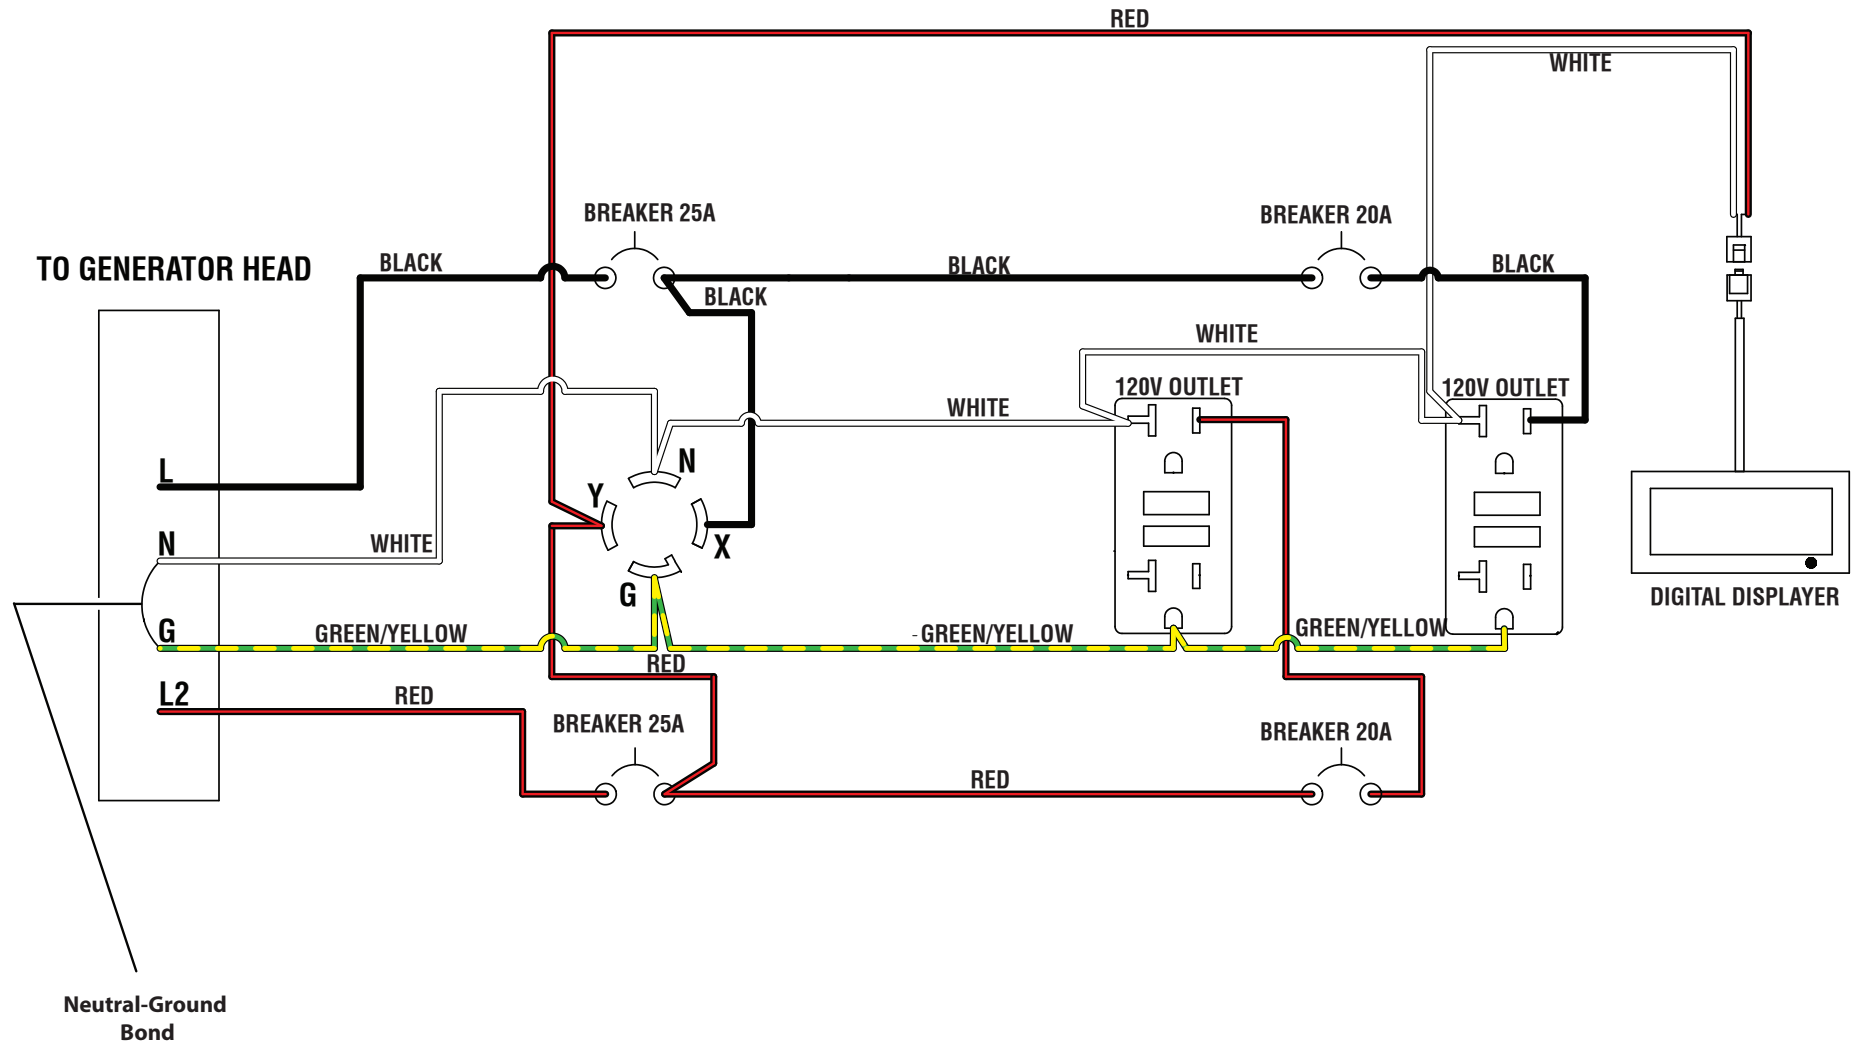 RED
WHITE
BREAKER 25A
BREAKER 20A
TO GENERATOR HEAD
BLACK
BLACK
BLACK
BLACK
WHITE
120V OUTLET
120V OUTLET
WHITE
N
L
Y
X
N
WHITE
G
DIGITAL DISPLAYER
G
GREEN/YELLOW
-GREEN/YELLOW
GREEN/YELLOW
RED
L2
RED
BREAKER 25A
BREAKER 20A
RED
Neutral-Ground
Bond